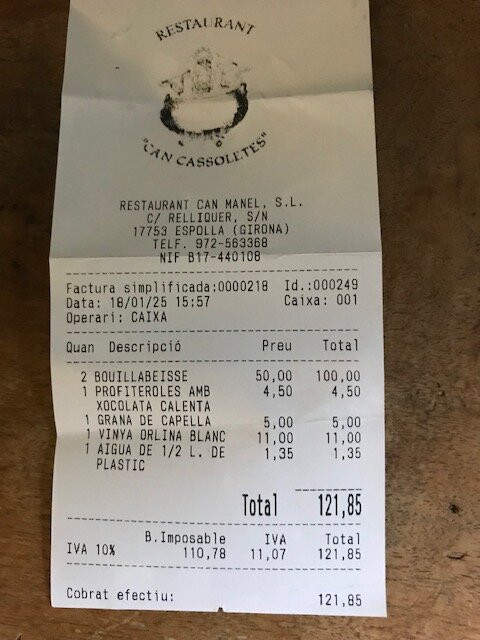 RESTAURANT
"CAN CASSOLETES"
RESTAURANT CAN MANEL, S.L.
C/ RELLIQUER, S/N
17753 ESPOLLA (GIRONA)
TELF. 972-563368
NIF B17-440108
Factura simplificada:0000218 Id.:000249
Data: 18/01/25 15:57 Caixa: 001
Operari: CAIXA
Quan Descripció Preu Total
2 BOUILLABEISSE 50,00 100,00
1 PROFITEROLES AMB 4,50 4,50
XOCOLATA CALENTA
1 GRANA DE CAPELLA 5,00 5,00
1 VINYA ORLINA BLANC 11,00 11,00
1 AIGUA DE 1/2 L. DE 1,35 1,35
PLASTIC
Total 121,85
B.Imposable IVA Total
IVA 10% 110,78 11,07 121,85
Cobrat efectiu: 121,85